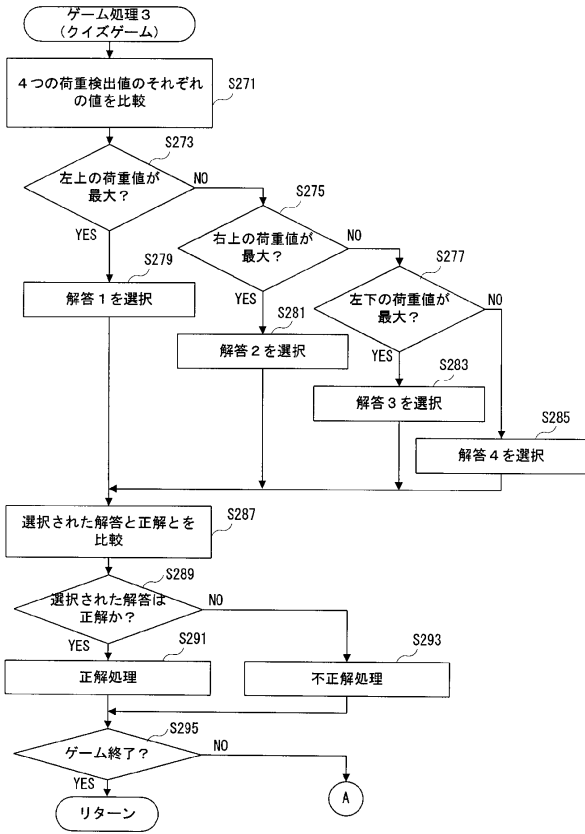 ゲーム処理3
(クイズゲーム)
4つの荷重検出値のそれぞれ
の値を比較
S271
左上の荷重値が
最大?
S273
NO
YES
右上の荷重値が
最大?
S275
NO
YES
左下の荷重値が
最大?
S277
NO
YES
解答1を選択
S279
解答2を選択
S281
解答3を選択
S283
解答4を選択
S285
選択された解答と正解とを
比較
S287
選択された解答は
正解か?
S289
NO
YES
正解処理
S291
不正解処理
S293
ゲーム終了?
S295
NO
YES
リターン
A